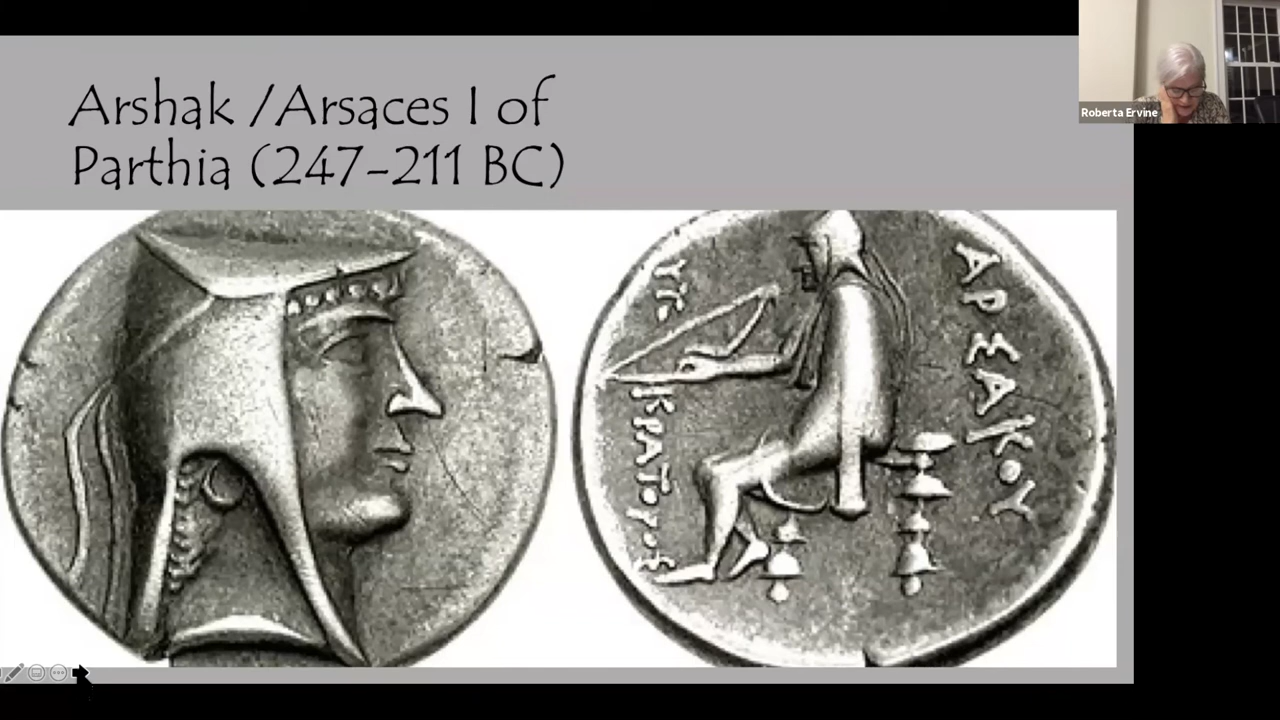 Arshak /Arsaces I of
Parthia (247-211 BC)
Roberta Ervine
ΑΡΣΑΚΟΥ
ΚΡΑΤΟΡΟΣ